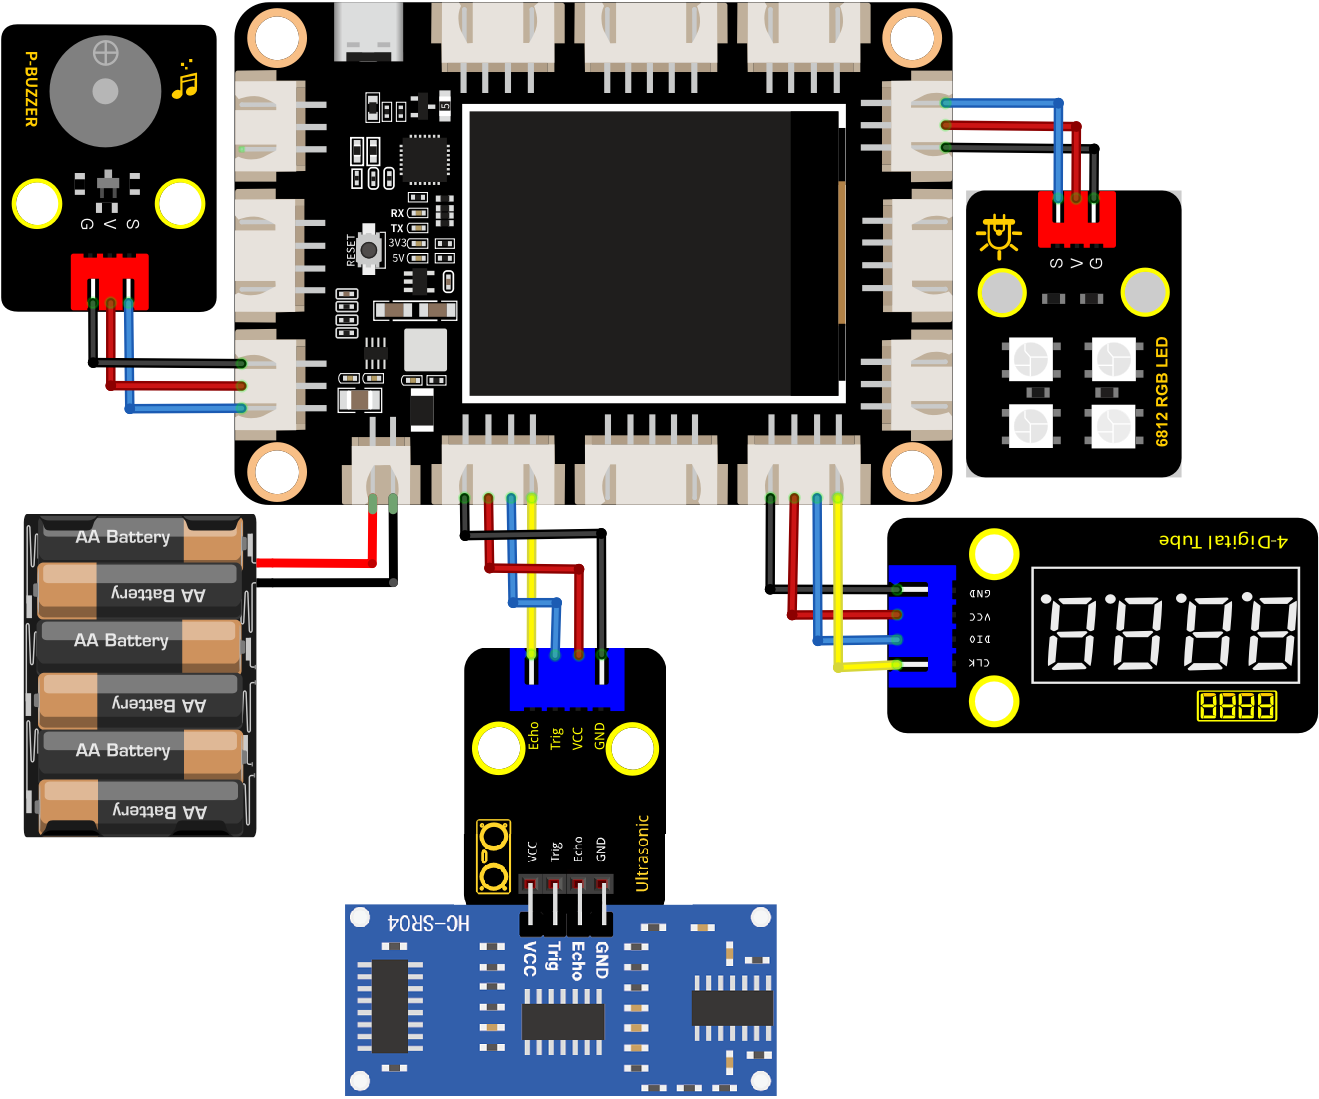 P-BUZZER
G
V
S
5
RX
TX
3V3
5V
RESET
S
V
G
6812 RGB LED
AA Battery
AA Battery
AA Battery
AA Battery
AA Battery
AA Battery
4-Digital Tube
GND
VCC
DIO
CLK
Echo
Trig
VCC
GND
Ultrasonic
VCC
Trig
Echo
GND
HC-SR04
VCC
Trig
Echo
GND